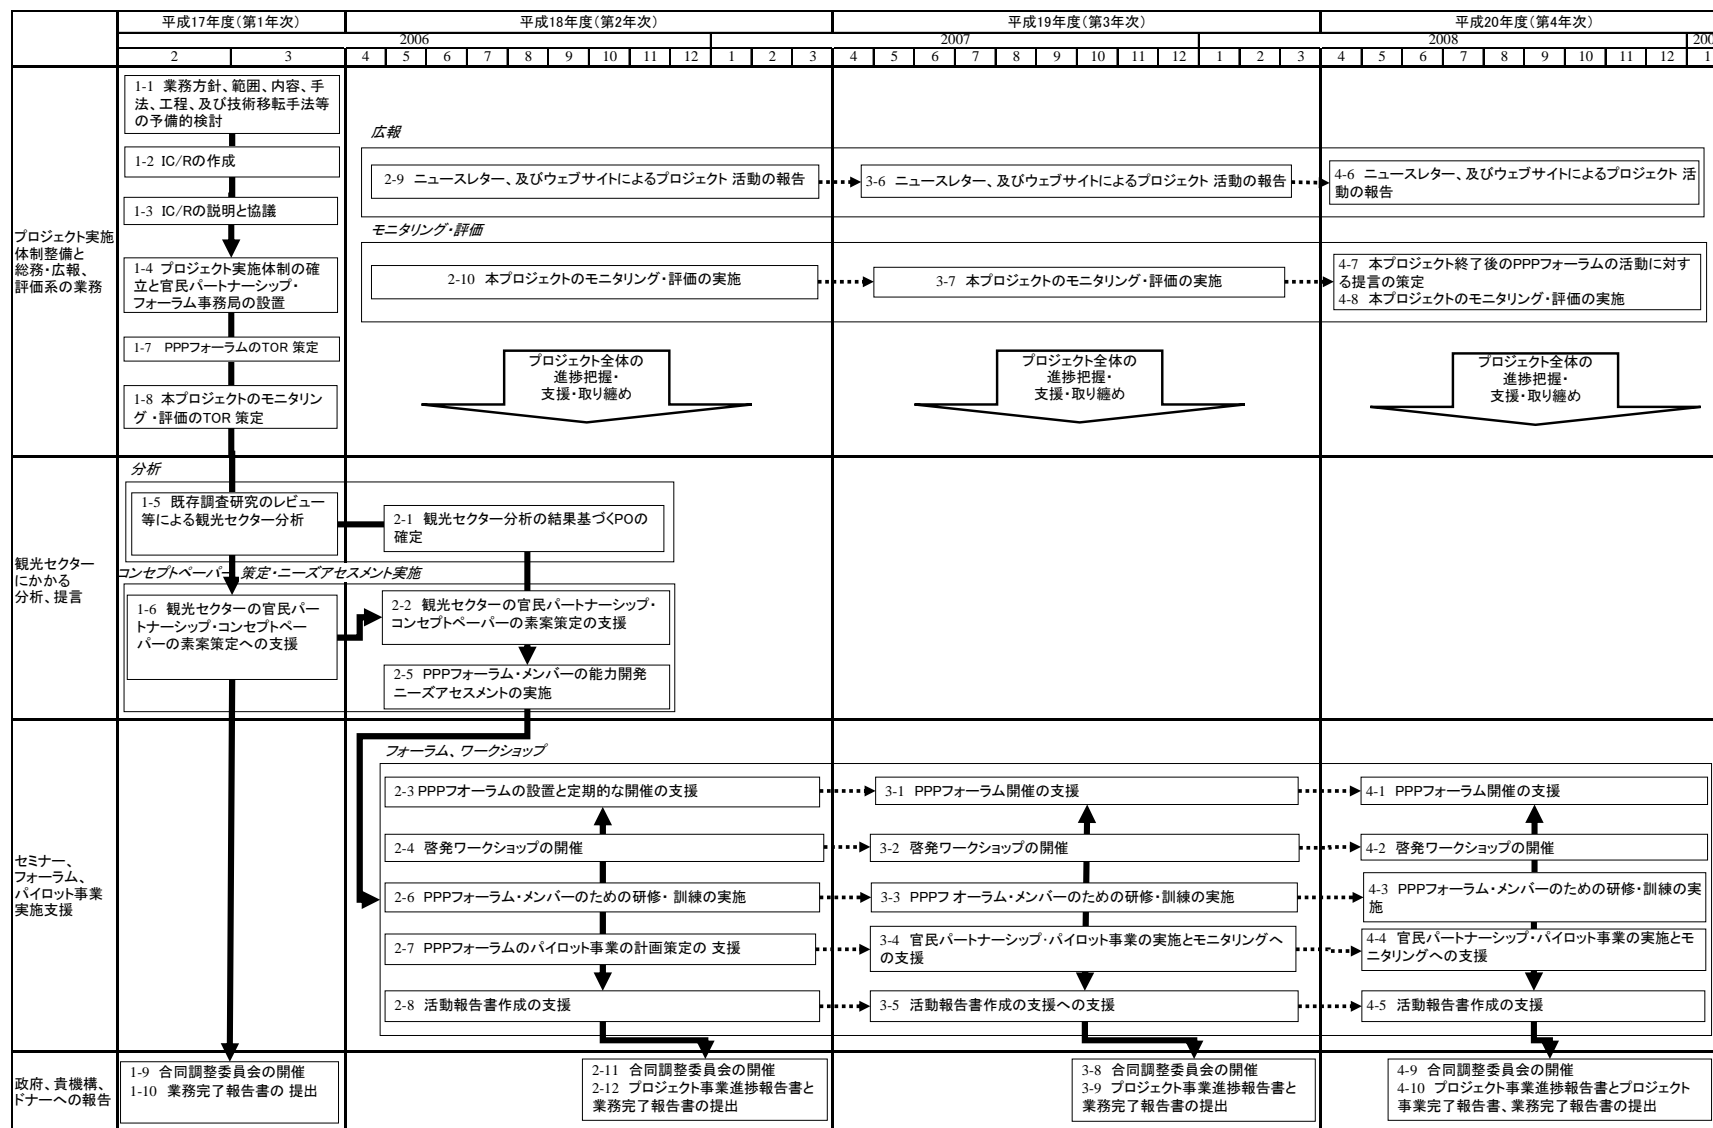 平成17年度(第1年次)
平成18年度(第2年次)
平成19年度(第3年次)
平成20年度(第4年次)
2006
2007
2008
200
2 3 4 5 6 7 8 9 10 11 12 1 2 3 4 5 6 7 8 9 10 11 12 1 2 3 4 5 6 7 8 9 10 11 12 1
プロジェクト実施
体制整備と
総務・広報、
評価系の業務
1-1 業務方針、範囲、内容、手
法、工程、及び技術移転手法等
の予備的検討
1-2 IC/Rの作成
1-3 IC/Rの説明と協議
1-4 プロジェクト実施体制の確
立と官民パートナーシップ・
フォーラム事務局の設置
1-7 PPPフォーラムのTOR 策定
1-8 本プロジェクトのモニタリン
グ・評価のTOR 策定
広報
2-9 ニュースレター、及びウェブサイトによるプロジェクト 活動の報告
3-6 ニュースレター、及びウェブサイトによるプロジェクト 活動の報告
4-6 ニュースレター、及びウェブサイトによるプロジェクト 活
動の報告
モニタリング・評価
2-10 本プロジェクトのモニタリング・評価の実施
3-7 本プロジェクトのモニタリング・評価の実施
4-7 本プロジェクト終了後のPPPフォーラムの活動に対す
る提言の策定
4-8 本プロジェクトのモニタリング・評価の実施
プロジェクト全体の
進捗把握・
支援・取り纏め
プロジェクト全体の
進捗把握・
支援・取り纏め
プロジェクト全体の
進捗把握・
支援・取り纏め
観光セクター
にかかる
分析、提言
分析
1-5 既存調査研究のレビュー
等による観光セクター分析
2-1 観光セクター分析の結果基づくPOの
確定
コンセプトペーパー 策定・ニーズアセスメント実施
1-6 観光セクターの官民パー
トナーシップ・コンセプトペー
パーの素案策定への支援
2-2 観光セクターの官民パートナーシップ・
コンセプトペーパーの素案策定の支援
2-5 PPPフォーラム・メンバーの能力開発
ニーズアセスメントの実施
セミナー、
フォーラム、
パイロット事業
実施支援
フォーラム、ワークショップ
2-3 PPPフオーラムの設置と定期的な開催の支援
3-1 PPPフォーラム開催の支援
4-1 PPPフォーラム開催の支援
2-4 啓発ワークショップの開催
3-2 啓発ワークショップの開催
4-2 啓発ワークショップの開催
2-6 PPPフォーラム・メンバーのための研修・ 訓練の実施
3-3 PPPフ オーラム・メンバーのための研修・訓練の実施
4-3 PPPフォーラム・メンバーのための研修・訓練の実
施
2-7 PPPフォーラムのパイロット事業の計画策定の 支援
3-4 官民パートナーシップ・パイロット事業の実施とモニタリングへ
の支援
4-4 官民パートナーシップ・パイロット事業の実施とモ
ニタリングへの支援
2-8 活動報告書作成の支援
3-5 活動報告書作成の支援への支援
4-5 活動報告書作成の支援
政府、貴機構、
ドナーへの報告
1-9 合同調整委員会の開催
1-10 業務完了報告書の 提出
2-11 合同調整委員会の開催
2-12 プロジェクト事業進捗報告書と
業務完了報告書の提出
3-8 合同調整委員会の開催
3-9 プロジェクト事業進捗報告書と
業務完了報告書の提出
4-9 合同調整委員会の開催
4-10 プロジェクト事業進捗報告書とプロジェクト
事業完了報告書、業務完了報告書の提出